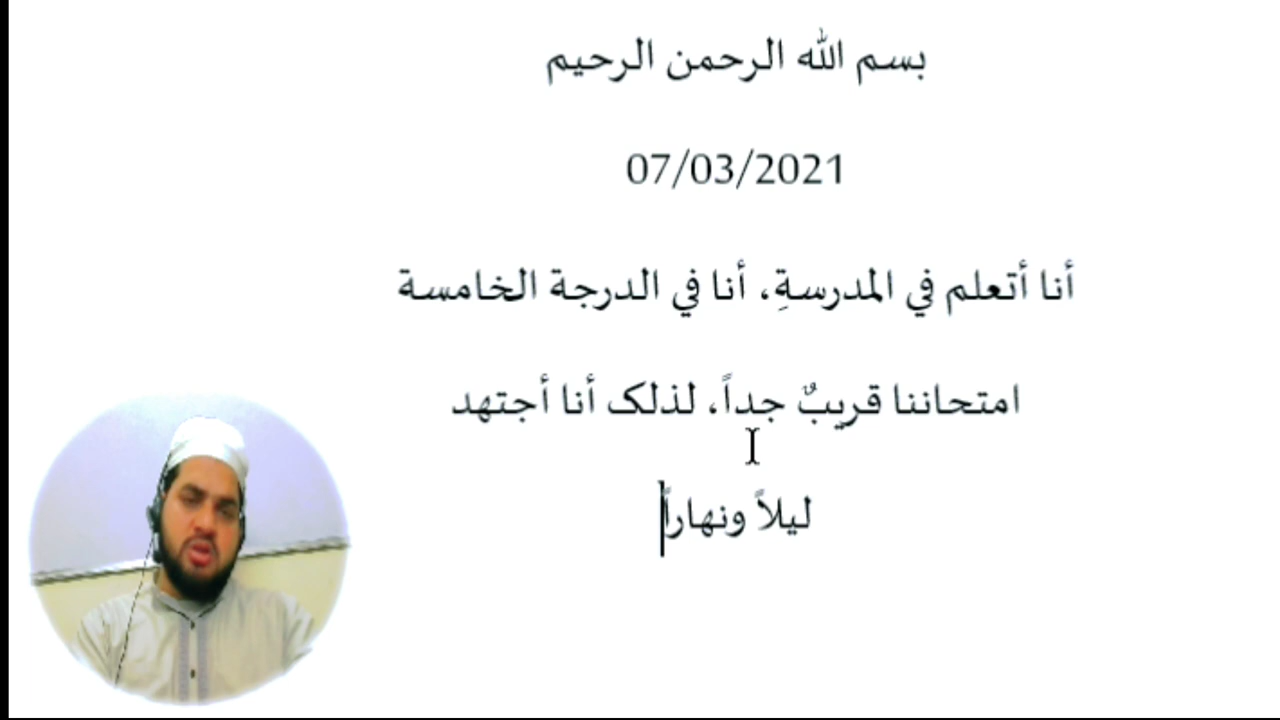 بسم الله الرحمن الرحيم
07/03/2021
أنا أتعلم في المدرسةِ، أنا في الدرجة الخامسة
امتحاننا قريبٌ جداً، لذلک أنا أجتهد
ليلاً ونهاراً